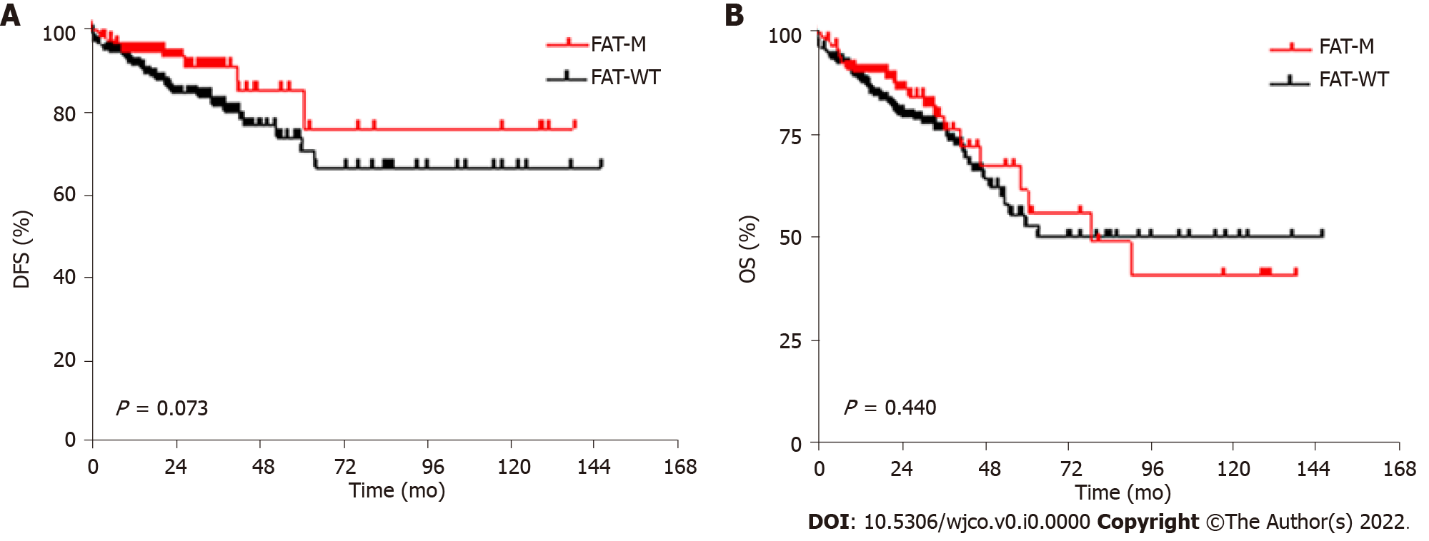 A
100
80
60
40
20
0
DFS (%)
FAT-M
FAT-WT
P = 0.073
0 24 48 72 96 120 144 168
Time (mo)
B
100
75
50
25
0
OS (%)
FAT-M
FAT-WT
P = 0.440
0 24 48 72 96 120 144 168
Time (mo)
DOI: 10.5306/wjco.v0.i0.0000 Copyright ©The Author(s) 2022.